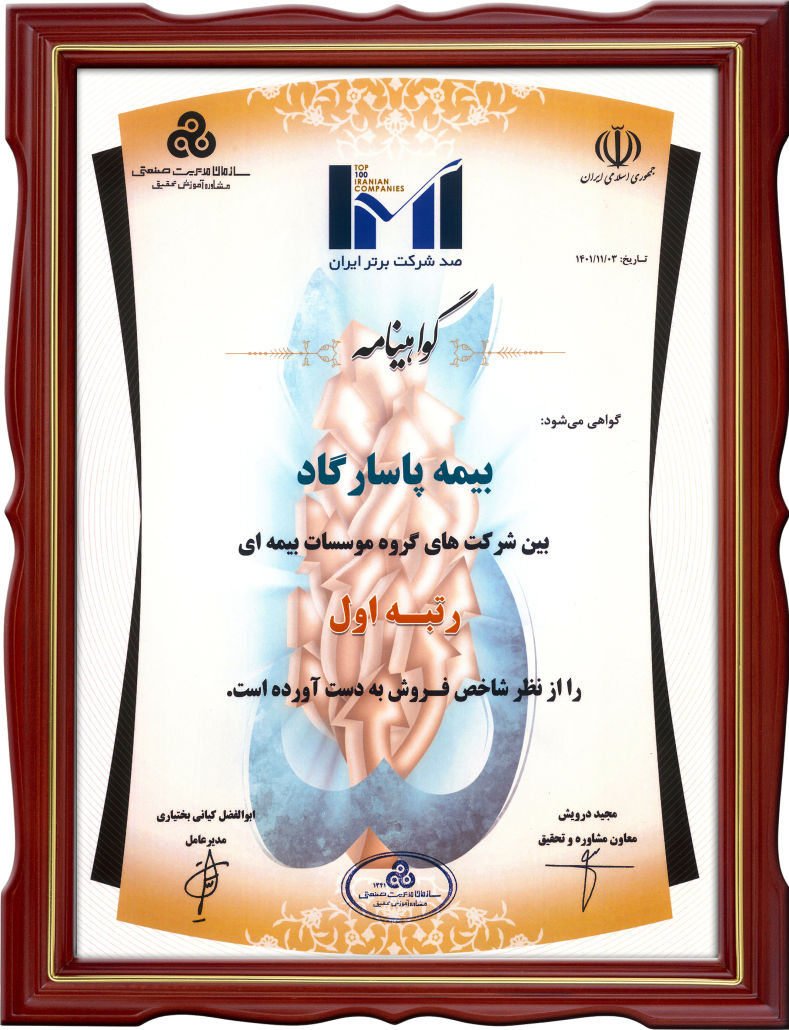 جمهوری اسلامی ایران
سازمان مدیریت صنعتی
مشاوره آموزش تحقیق
TOP
100
IRANIAN
COMPANIES
صد شرکت برتر ایران
تاریخ: ۱۴۰۱/۱۱/۰۳
گواهینامه
گواهی می‌شود:
بیمه پاسارگاد
بین شرکت های گروه موسسات بیمه ای
رتبه اول
را از نظر شاخص فروش به دست آورده است.
مجید درویش
معاون مشاوره و تحقیق
ابوالفضل کیانی بختیاری
مدیرعامل
۱۳۴۱
سازمان مدیریت صنعتی
مشاوره آموزش تحقیق